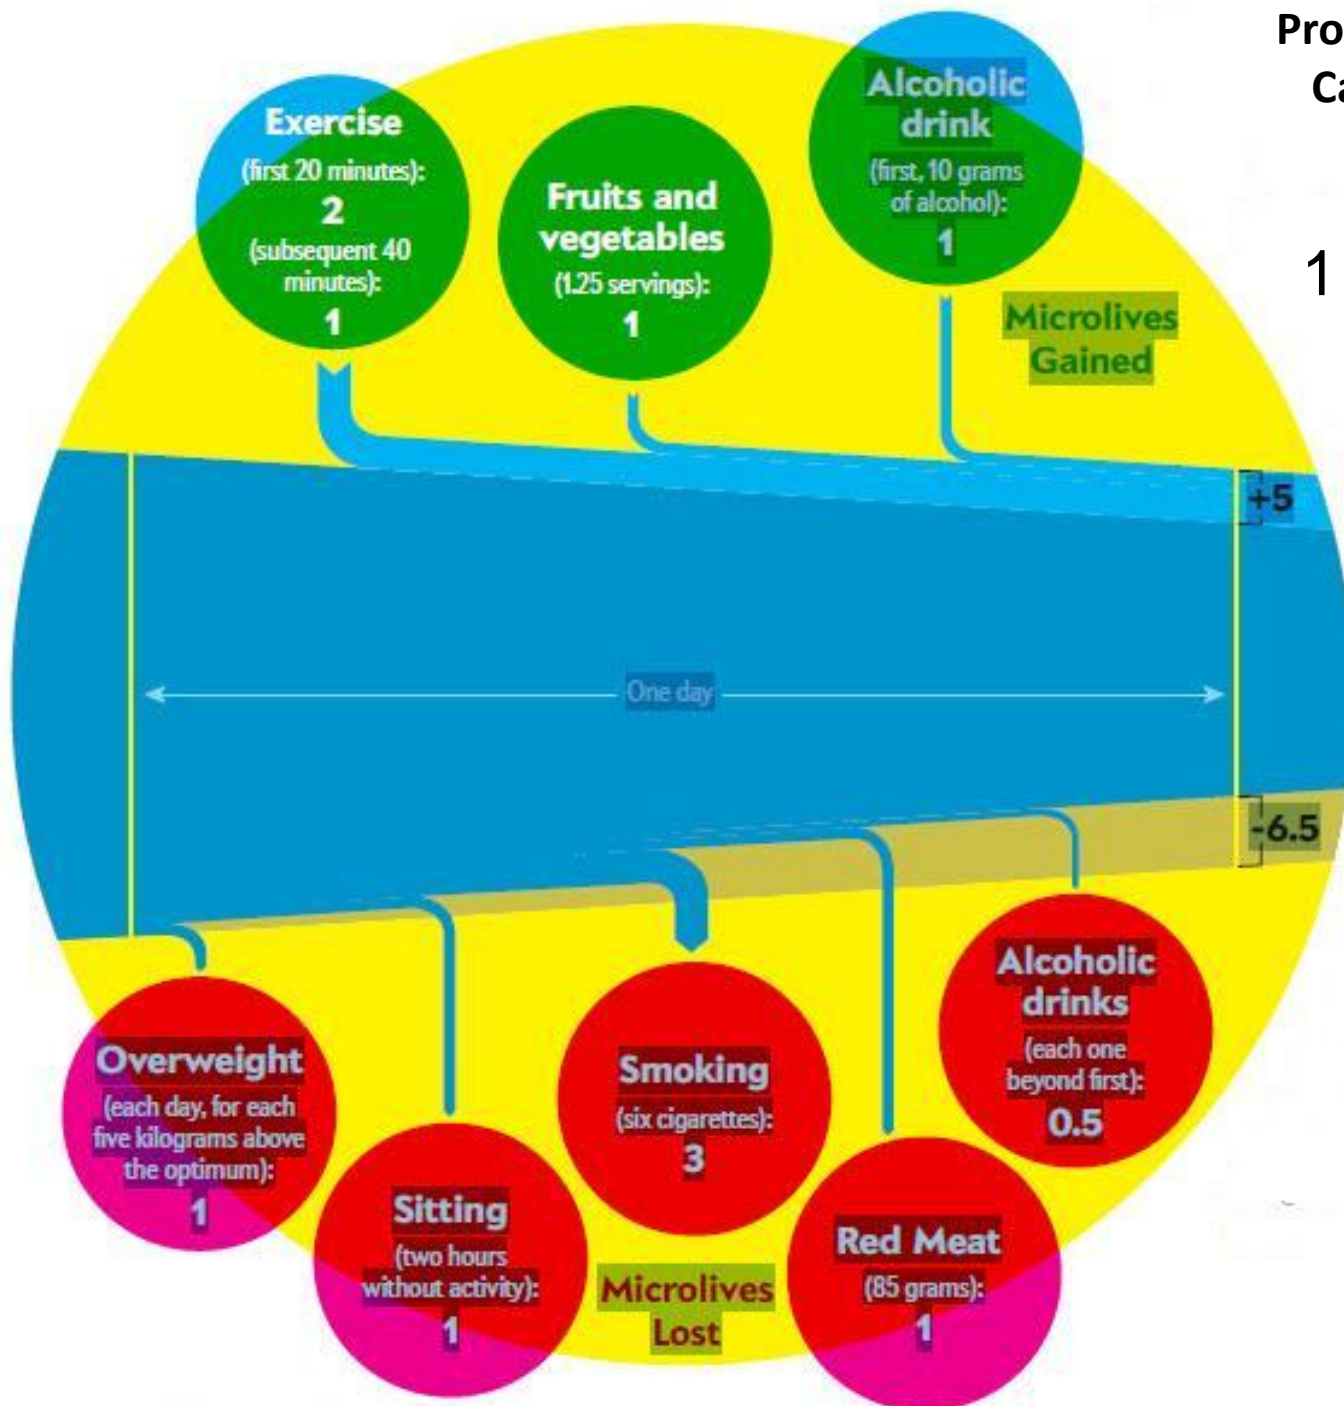 Exercise
(first 20 minutes):
2
(subsequent 40
minutes):
1
Fruits and
vegetables
(1.25 servings):
1
Alcoholic
drink
(first, 10 grams
of alcohol):
1
Microlives
Gained
+5
One day
-6.5
Overweight
(each day, for each
five kilograms above
the optimum):
1
Sitting
(two hours
without activity):
1
Smoking
(six cigarettes):
3
Microlives
Lost
Red Meat
(85 grams):
1
Alcoholic
drinks
(each one
beyond first):
0.5
Pro
Ca
1